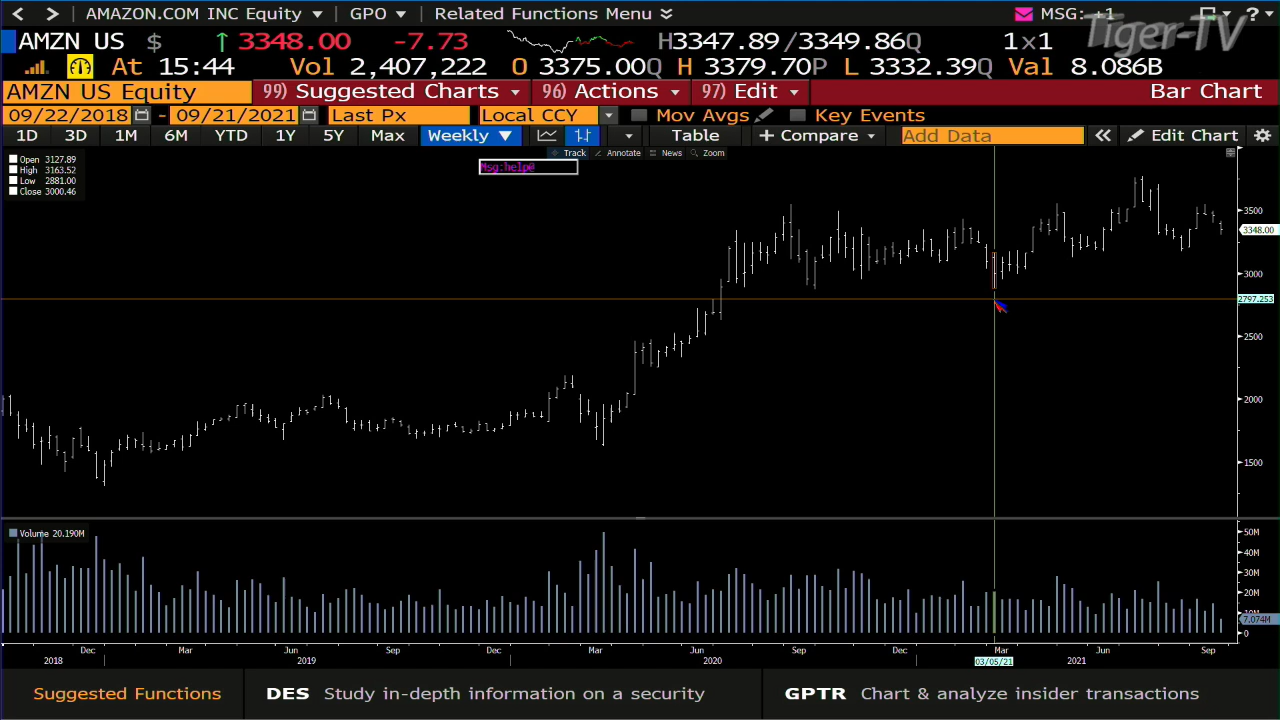 AMAZON.COM INC Equity GPO Related Functions Menu MSG: +1 ?
Tiger-TV
AMZN US $ ↑ 3348.00 -7.73 H3347.89/3349.86Q 1×1
At 15:44 Vol 2,407,222 O 3375.00Q H 3379.70P L 3332.39Q Val 8.086B
AMZN US Equity 99) Suggested Charts 96) Actions 97) Edit Bar Chart
09/22/2018 - 09/21/2021 Last Px Local CCY Mov Avgs Key Events
1D 3D 1M 6M YTD 1Y 5Y Max Weekly ▼ Table + Compare Add Data « Edit Chart
Track Annotate News Zoom
Msg:help@
Open 3127.89
High 3163.52
Low 2881.00
Close 3000.46
3500
3348.00
3000
2797.253
2500
2000
1500
Volume 20.190M
50M
40M
30M
20M
10M
7.074M
0
Dec Mar Jun Sep Dec Mar Jun Sep Dec Mar Jun Sep
2018 2019 2020 03/05/21 2021
Suggested Functions DES Study in-depth information on a security GPTR Chart & analyze insider transactions